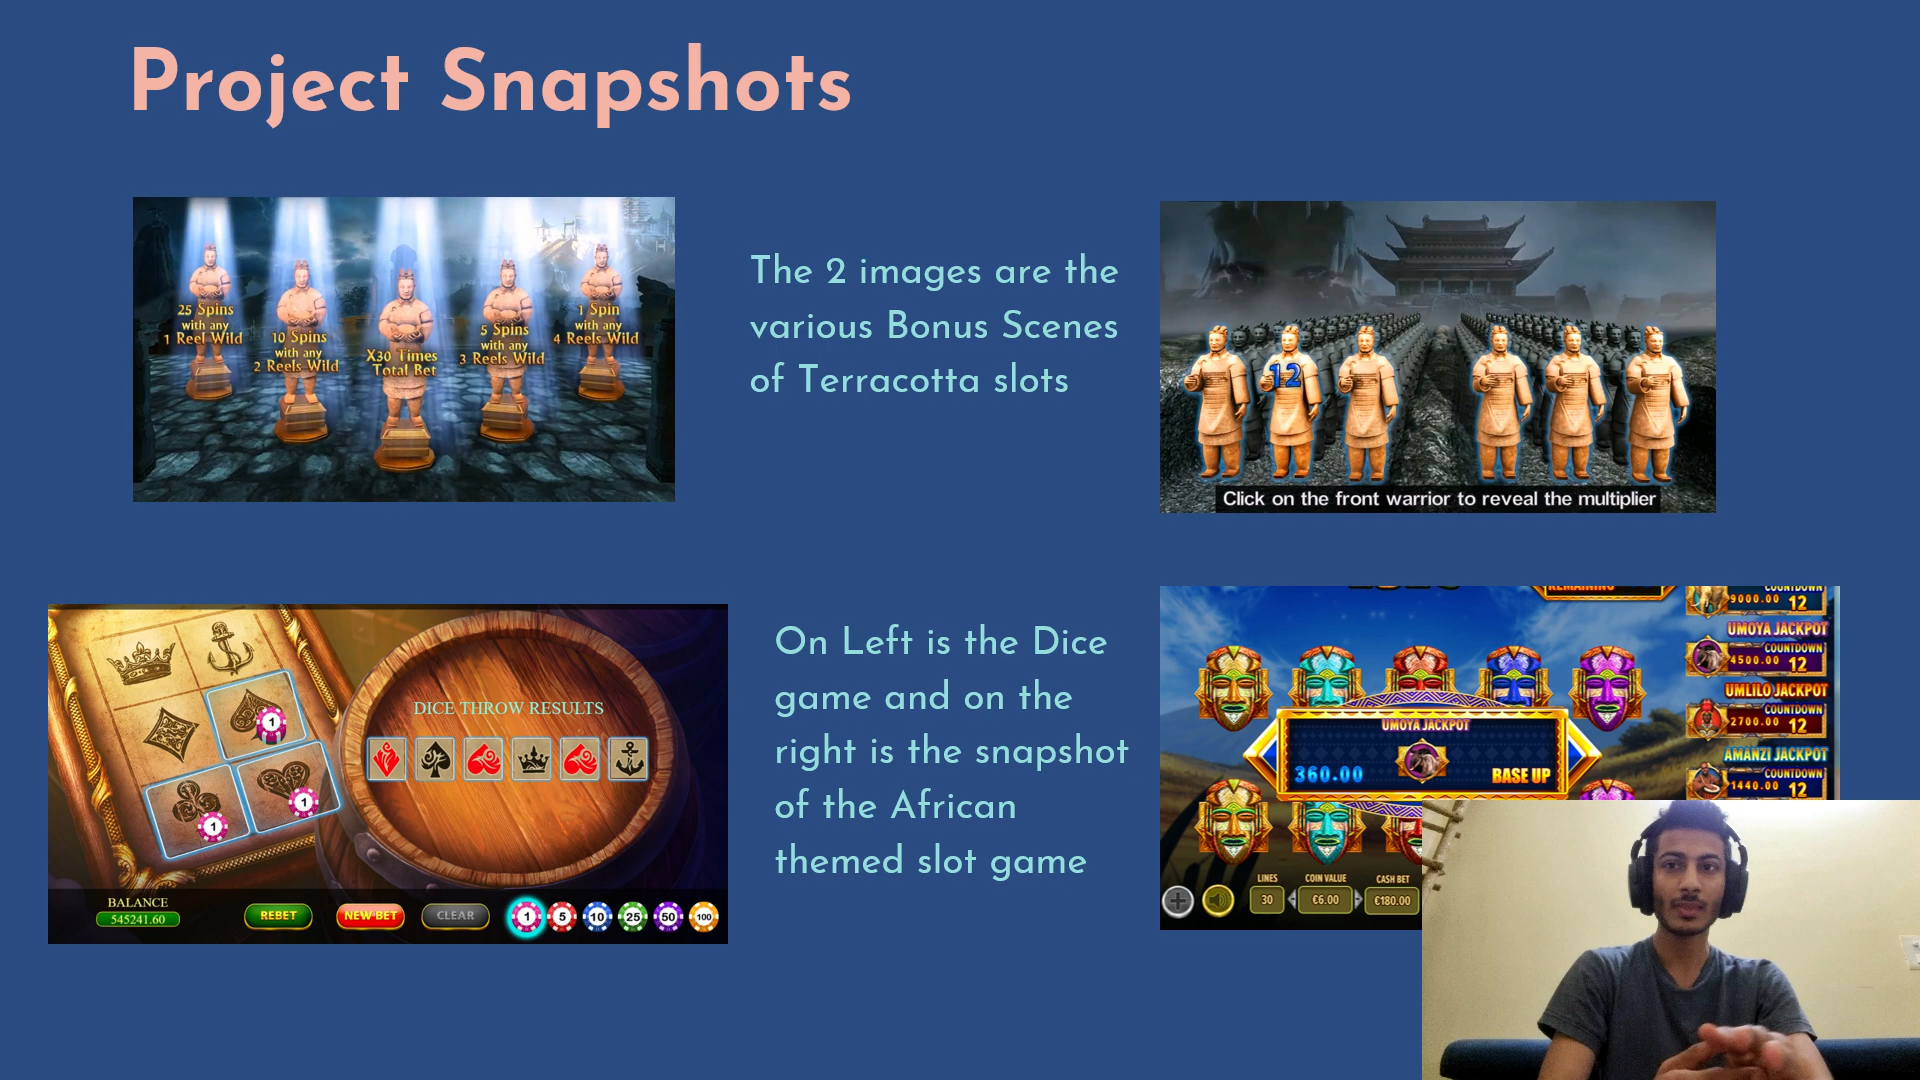 Project Snapshots
25 Spins
with any
1 Reel Wild
10 Spins
with any
2 Reels Wild
X30 Times
Total Bet
5 Spins
with any
3 Reels Wild
1 Spin
with any
4 Reels Wild
The 2 images are the
various Bonus Scenes
of Terracotta slots
12
Click on the front warrior to reveal the multiplier
DICE THROW RESULTS
1
1
1
BALANCE
545241.60
REBET
NEW BET
CLEAR
1
5
10
25
50
100
On Left is the Dice
game and on the
right is the snapshot
of the African
themed slot game
REMAINING
COUNTDOWN
9000.00 12
UMOYA JACKPOT
COUNTDOWN
4500.00 12
UMLILO JACKPOT
COUNTDOWN
2700.00 12
AMANZI JACKPOT
COUNTDOWN
1440.00 12
UMOYA JACKPOT
360.00
BASE UP
LINES
30
COIN VALUE
€6.00
CASH BET
€180.00